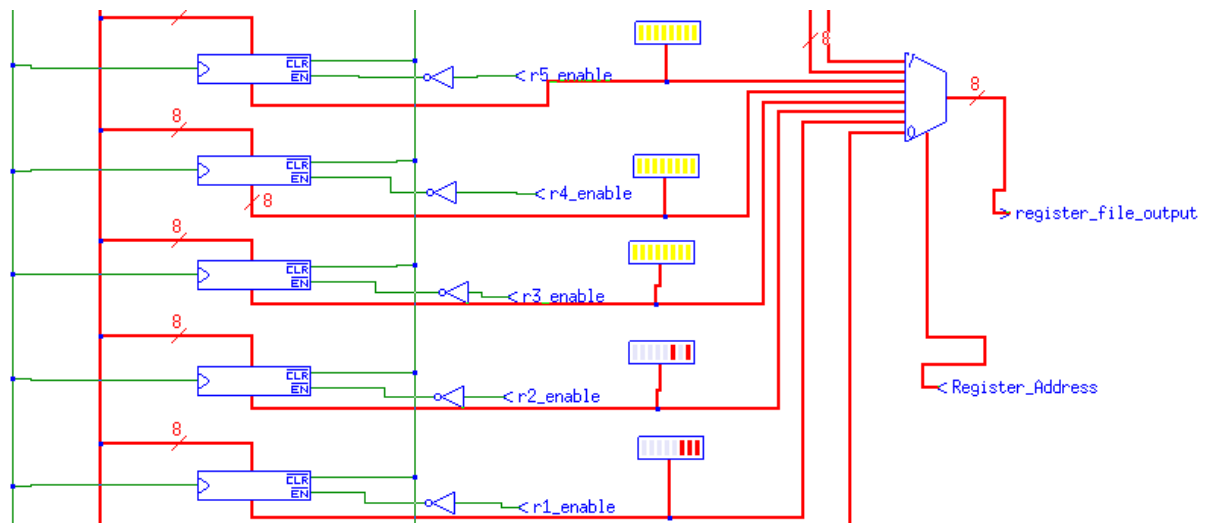 8
7
8
CLR
EN
r5_enable
8
CLR
EN
r4_enable
8
0
register_file_output
8
CLR
EN
r3_enable
8
CLR
EN
r2_enable
Register_Address
8
CLR
EN
r1_enable